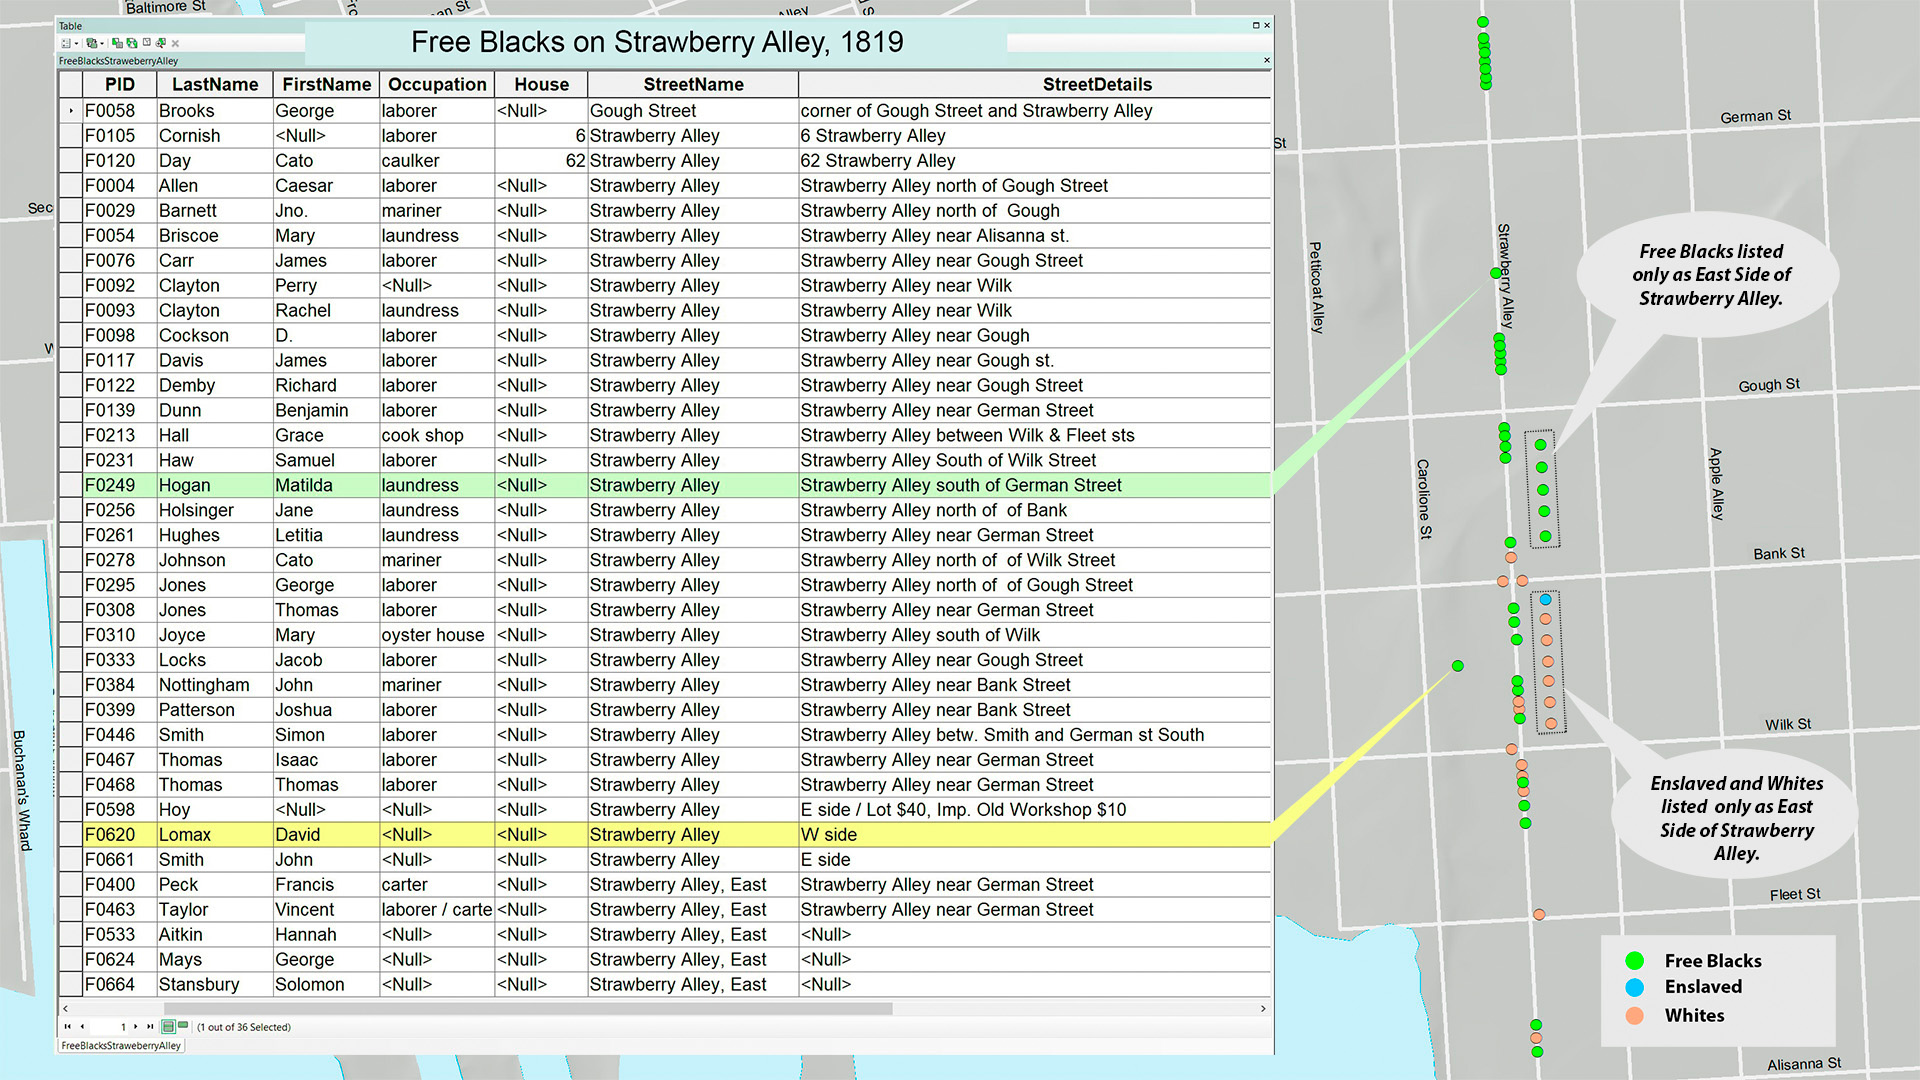 Baltimore St
an St
Alley
Table
Free Blacks on Strawberry Alley, 1819
FreeBlacksStraweberryAlley
PID LastName FirstName Occupation House StreetName StreetDetails
F0058 Brooks George laborer <Null> Gough Street corner of Gough Street and Strawberry Alley
F0105 Cornish <Null> laborer 6 Strawberry Alley 6 Strawberry Alley
F0120 Day Cato caulker 62 Strawberry Alley 62 Strawberry Alley
F0004 Allen Caesar laborer <Null> Strawberry Alley Strawberry Alley north of Gough Street
F0029 Barnett Jno. mariner <Null> Strawberry Alley Strawberry Alley north of  Gough
F0054 Briscoe Mary laundress <Null> Strawberry Alley Strawberry Alley near Alisanna st.
F0076 Carr James laborer <Null> Strawberry Alley Strawberry Alley near Gough Street
F0092 Clayton Perry <Null> <Null> Strawberry Alley Strawberry Alley near Wilk
F0093 Clayton Rachel laundress <Null> Strawberry Alley Strawberry Alley near Wilk
F0098 Cockson D. laborer <Null> Strawberry Alley Strawberry Alley near Gough
F0117 Davis James laborer <Null> Strawberry Alley Strawberry Alley near Gough st.
F0122 Demby Richard laborer <Null> Strawberry Alley Strawberry Alley near Gough Street
F0139 Dunn Benjamin laborer <Null> Strawberry Alley Strawberry Alley near German Street
F0213 Hall Grace cook shop <Null> Strawberry Alley Strawberry Alley between Wilk & Fleet sts
F0231 Haw Samuel laborer <Null> Strawberry Alley Strawberry Alley South of Wilk Street
F0249 Hogan Matilda laundress <Null> Strawberry Alley Strawberry Alley south of German Street
F0256 Holsinger Jane laundress <Null> Strawberry Alley Strawberry Alley north of  of Bank
F0261 Hughes Letitia laundress <Null> Strawberry Alley Strawberry Alley near German Street
F0278 Johnson Cato mariner <Null> Strawberry Alley Strawberry Alley north of  of Wilk Street
F0295 Jones George laborer <Null> Strawberry Alley Strawberry Alley north of  of Gough Street
F0308 Jones Thomas laborer <Null> Strawberry Alley Strawberry Alley near German Street
F0310 Joyce Mary oyster house <Null> Strawberry Alley Strawberry Alley south of Wilk
F0333 Locks Jacob laborer <Null> Strawberry Alley Strawberry Alley near Gough Street
F0384 Nottingham John mariner <Null> Strawberry Alley Strawberry Alley near Bank Street
F0399 Patterson Joshua laborer <Null> Strawberry Alley Strawberry Alley near Bank Street
F0446 Smith Simon laborer <Null> Strawberry Alley Strawberry Alley betw. Smith and German st South
F0467 Thomas Isaac laborer <Null> Strawberry Alley Strawberry Alley near German Street
F0468 Thomas Thomas laborer <Null> Strawberry Alley Strawberry Alley near German Street
F0598 Hoy <Null> <Null> <Null> Strawberry Alley E side / Lot $40, Imp. Old Workshop $10
F0620 Lomax David <Null> <Null> Strawberry Alley W side
F0661 Smith John <Null> <Null> Strawberry Alley E side
F0400 Peck Francis carter <Null> Strawberry Alley, East Strawberry Alley near German Street
F0463 Taylor Vincent laborer / carte <Null> Strawberry Alley, East Strawberry Alley near German Street
F0533 Aitkin Hannah <Null> <Null> Strawberry Alley, East <Null>
F0624 Mays George <Null> <Null> Strawberry Alley, East <Null>
F0664 Stansbury Solomon <Null> <Null> Strawberry Alley, East <Null>
1 (1 out of 36 Selected)
FreeBlacksStraweberryAlley
Sec
W
Buchanan's Whard
St
German St
Petticoat Alley
Strawberry Alley
Free Blacks listed
only as East Side of
Strawberry Alley.
Gough St
Carolione St
Apple Alley
Bank St
Wilk St
Enslaved and Whites
listed  only as East
Side of Strawberry
Alley.
Fleet St
Free Blacks
Enslaved
Whites
Alisanna St